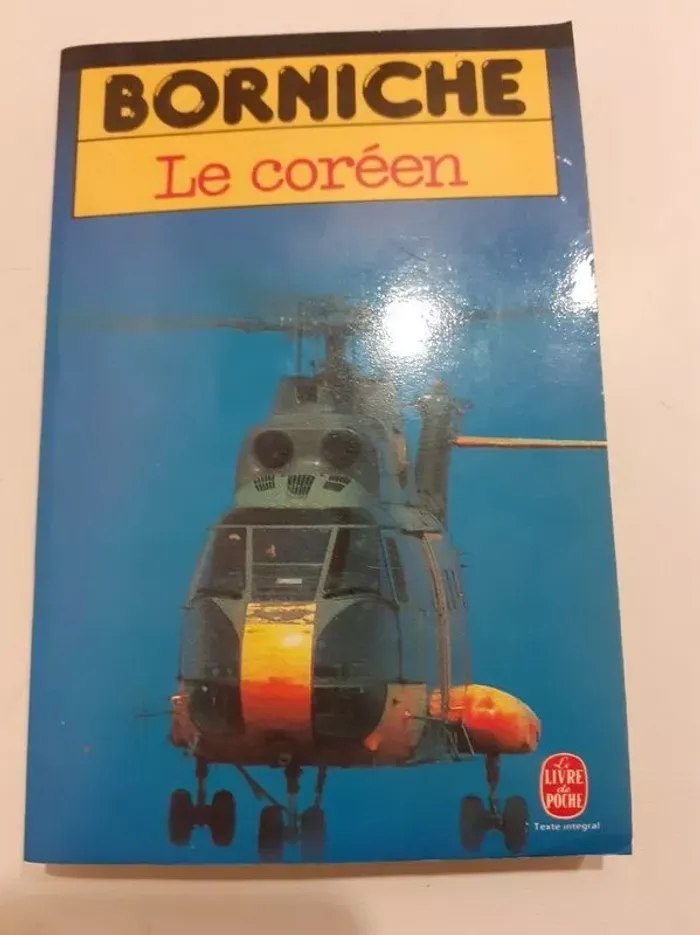 BORNICHE
Le coréen
Le
LIVRE
de
POCHE
Texte intégral